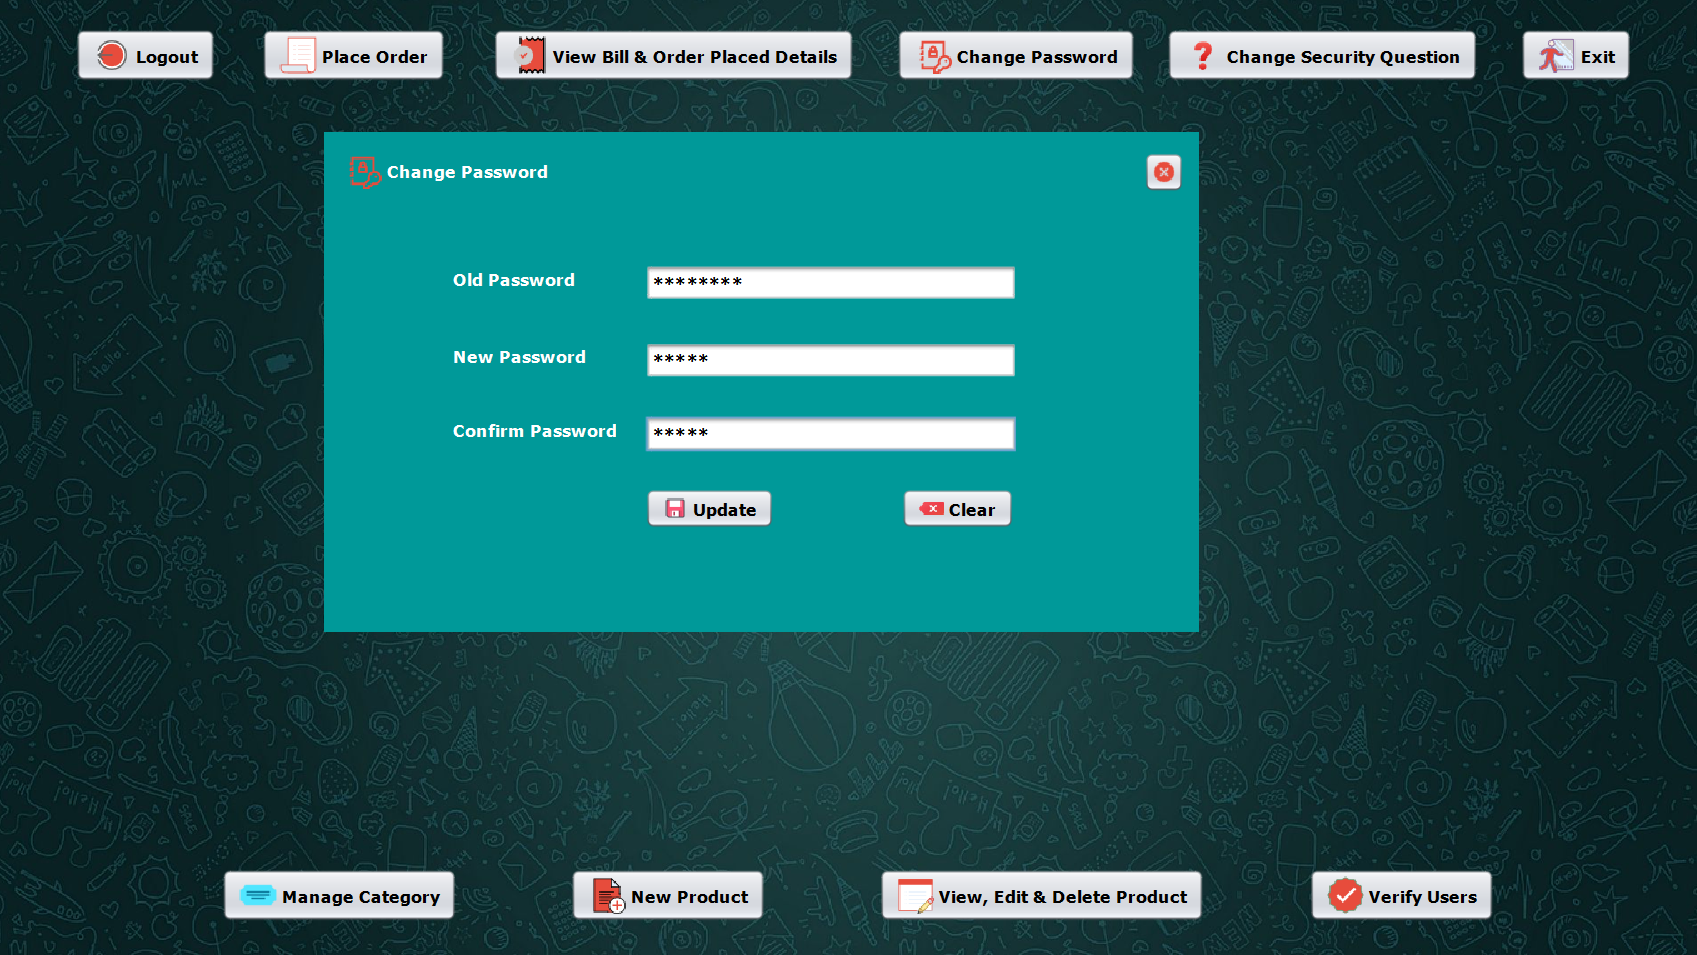 Logout
Place Order
View Bill & Order Placed Details
Change Password
Change Security Question
Exit
Change Password
Old Password
********
New Password
*****
Confirm Password
*****
Update
Clear
Manage Category
New Product
View, Edit & Delete Product
Verify Users